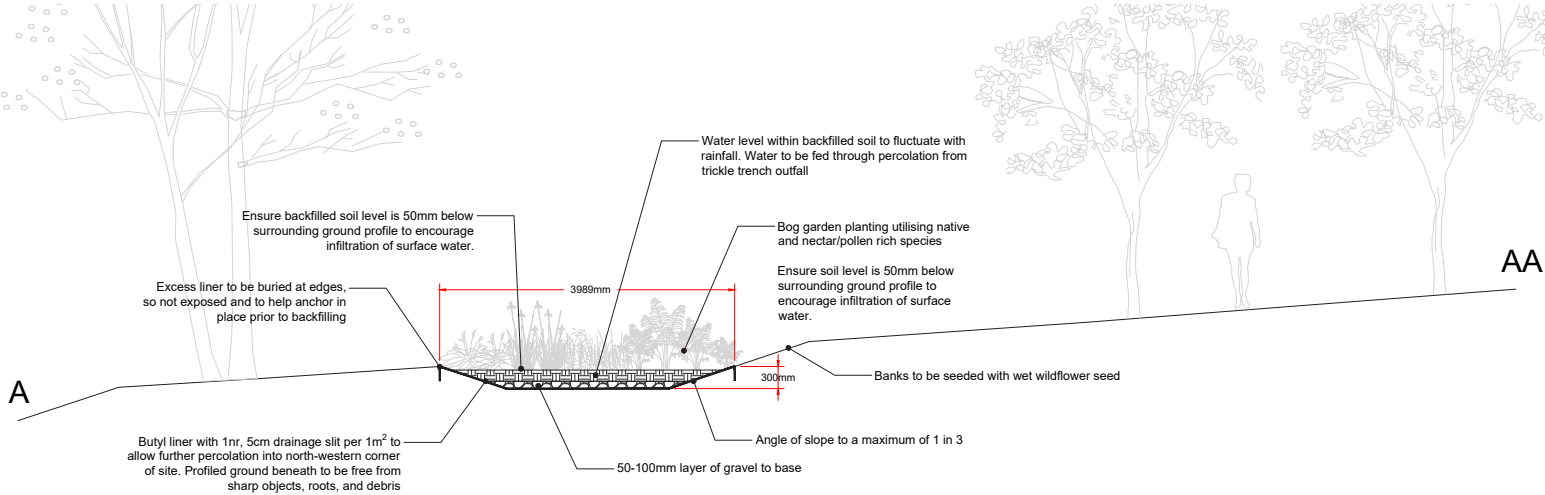 Water level within backfilled soil to fluctuate with
rainfall. Water to be fed through percolation from
trickle trench outfall
Ensure backfilled soil level is 50mm below
surrounding ground profile to encourage
infiltration of surface water.
Bog garden planting utilising native
and nectar/pollen rich species
Ensure soil level is 50mm below
surrounding ground profile to
encourage infiltration of surface
water.
AA
Excess liner to be buried at edges,
so not exposed and to help anchor in
place prior to backfilling
3989mm
300mm
Banks to be seeded with wet wildflower seed
A
Butyl liner with 1nr, 5cm drainage slit per 1m² to
allow further percolation into north-western corner
of site. Profiled ground beneath to be free from
sharp objects, roots, and debris
Angle of slope to a maximum of 1 in 3
50-100mm layer of gravel to base